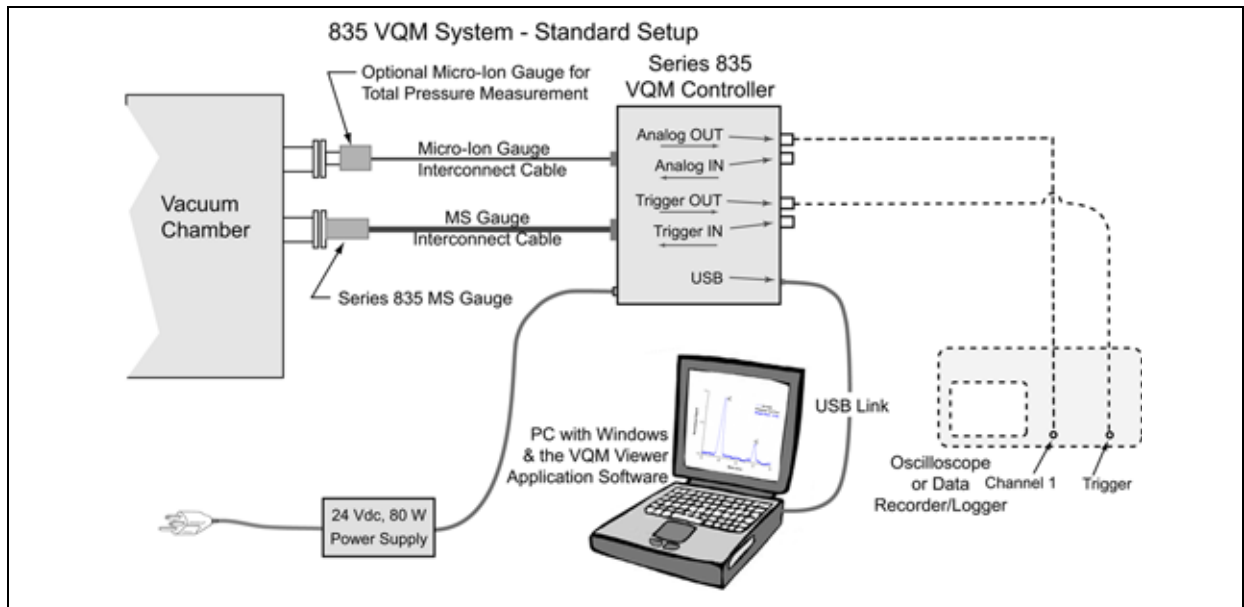 835 VQM System - Standard Setup
Optional Micro-Ion Gauge for
Total Pressure Measurement
Series 835
VQM Controller
Micro-Ion Gauge
Interconnect Cable
Analog OUT
Analog IN
Trigger OUT
Trigger IN
USB
Vacuum
Chamber
MS Gauge
Interconnect Cable
Series 835 MS Gauge
USB Link
PC with Windows
& the VQM Viewer
Application Software
24 Vdc, 80 W
Power Supply
Oscilloscope
or Data
Recorder/Logger
Channel 1
Trigger